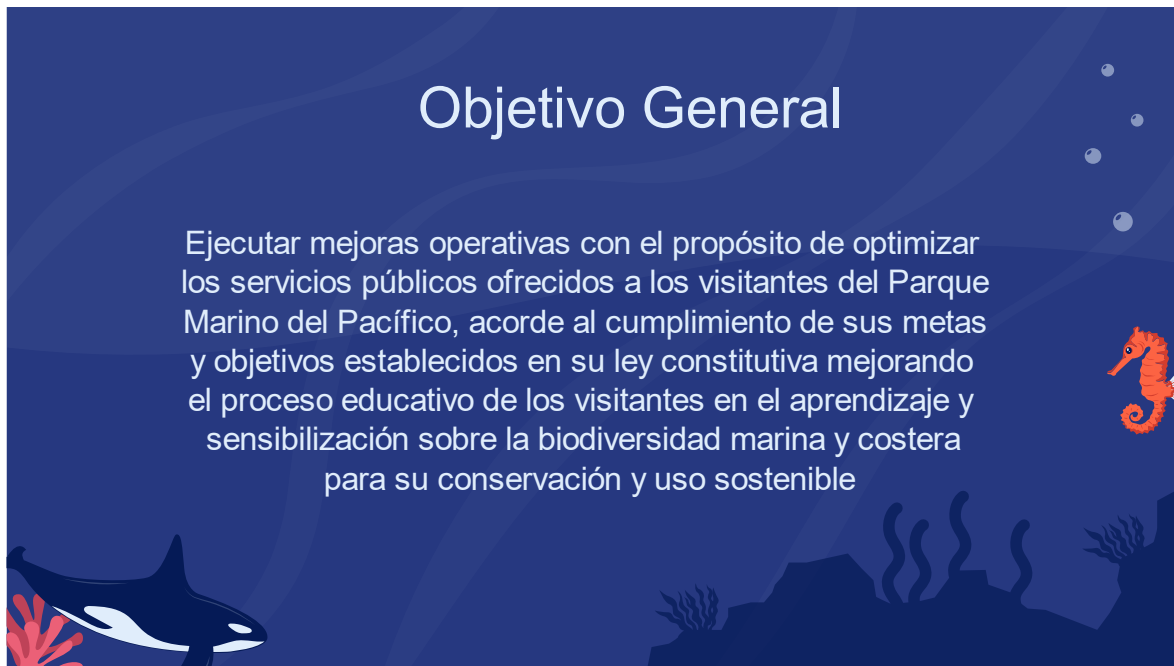 Objetivo General
Ejecutar mejoras operativas con el propósito de optimizar
los servicios públicos ofrecidos a los visitantes del Parque
Marino del Pacífico, acorde al cumplimiento de sus metas
y objetivos establecidos en su ley constitutiva mejorando
el proceso educativo de los visitantes en el aprendizaje y
sensibilización sobre la biodiversidad marina y costera
para su conservación y uso sostenible